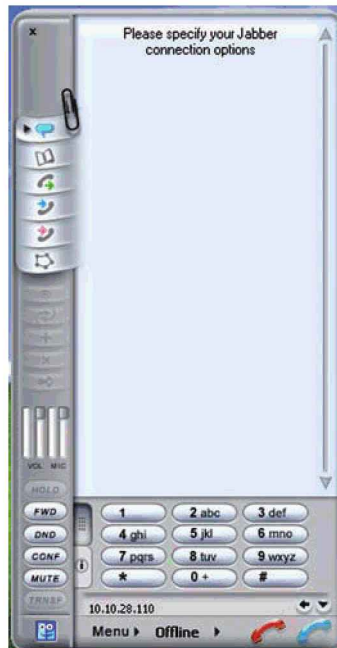 x
Please specify your Jabber
connection options
VOL MIC
HOLD
FWD
DND
CONF
MUTE
TRNSF
1
2 abc
3 def
4 ghi
5 jkl
6 mno
7 pqrs
8 tuv
9 wxyz
*
0 +
#
i
10.10.28.110
Menu
Offline